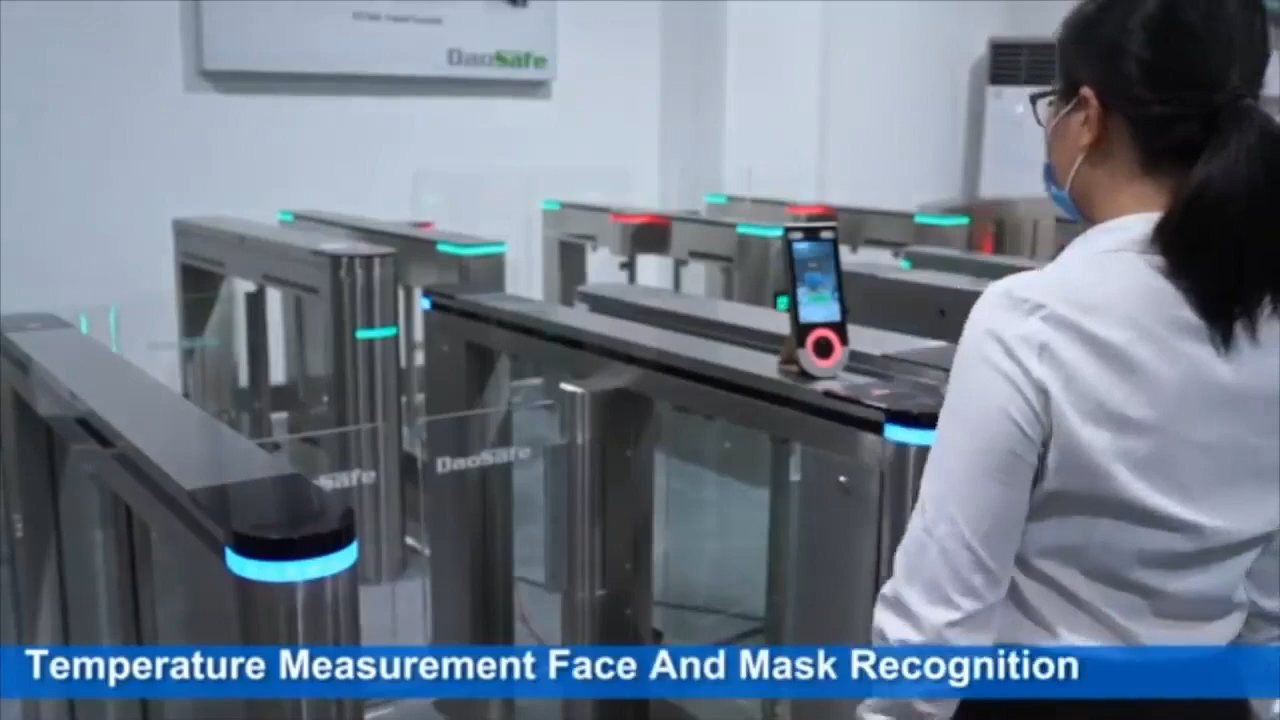 DaoSafe
DaoSafe
Safe
Temperature Measurement Face And Mask Recognition